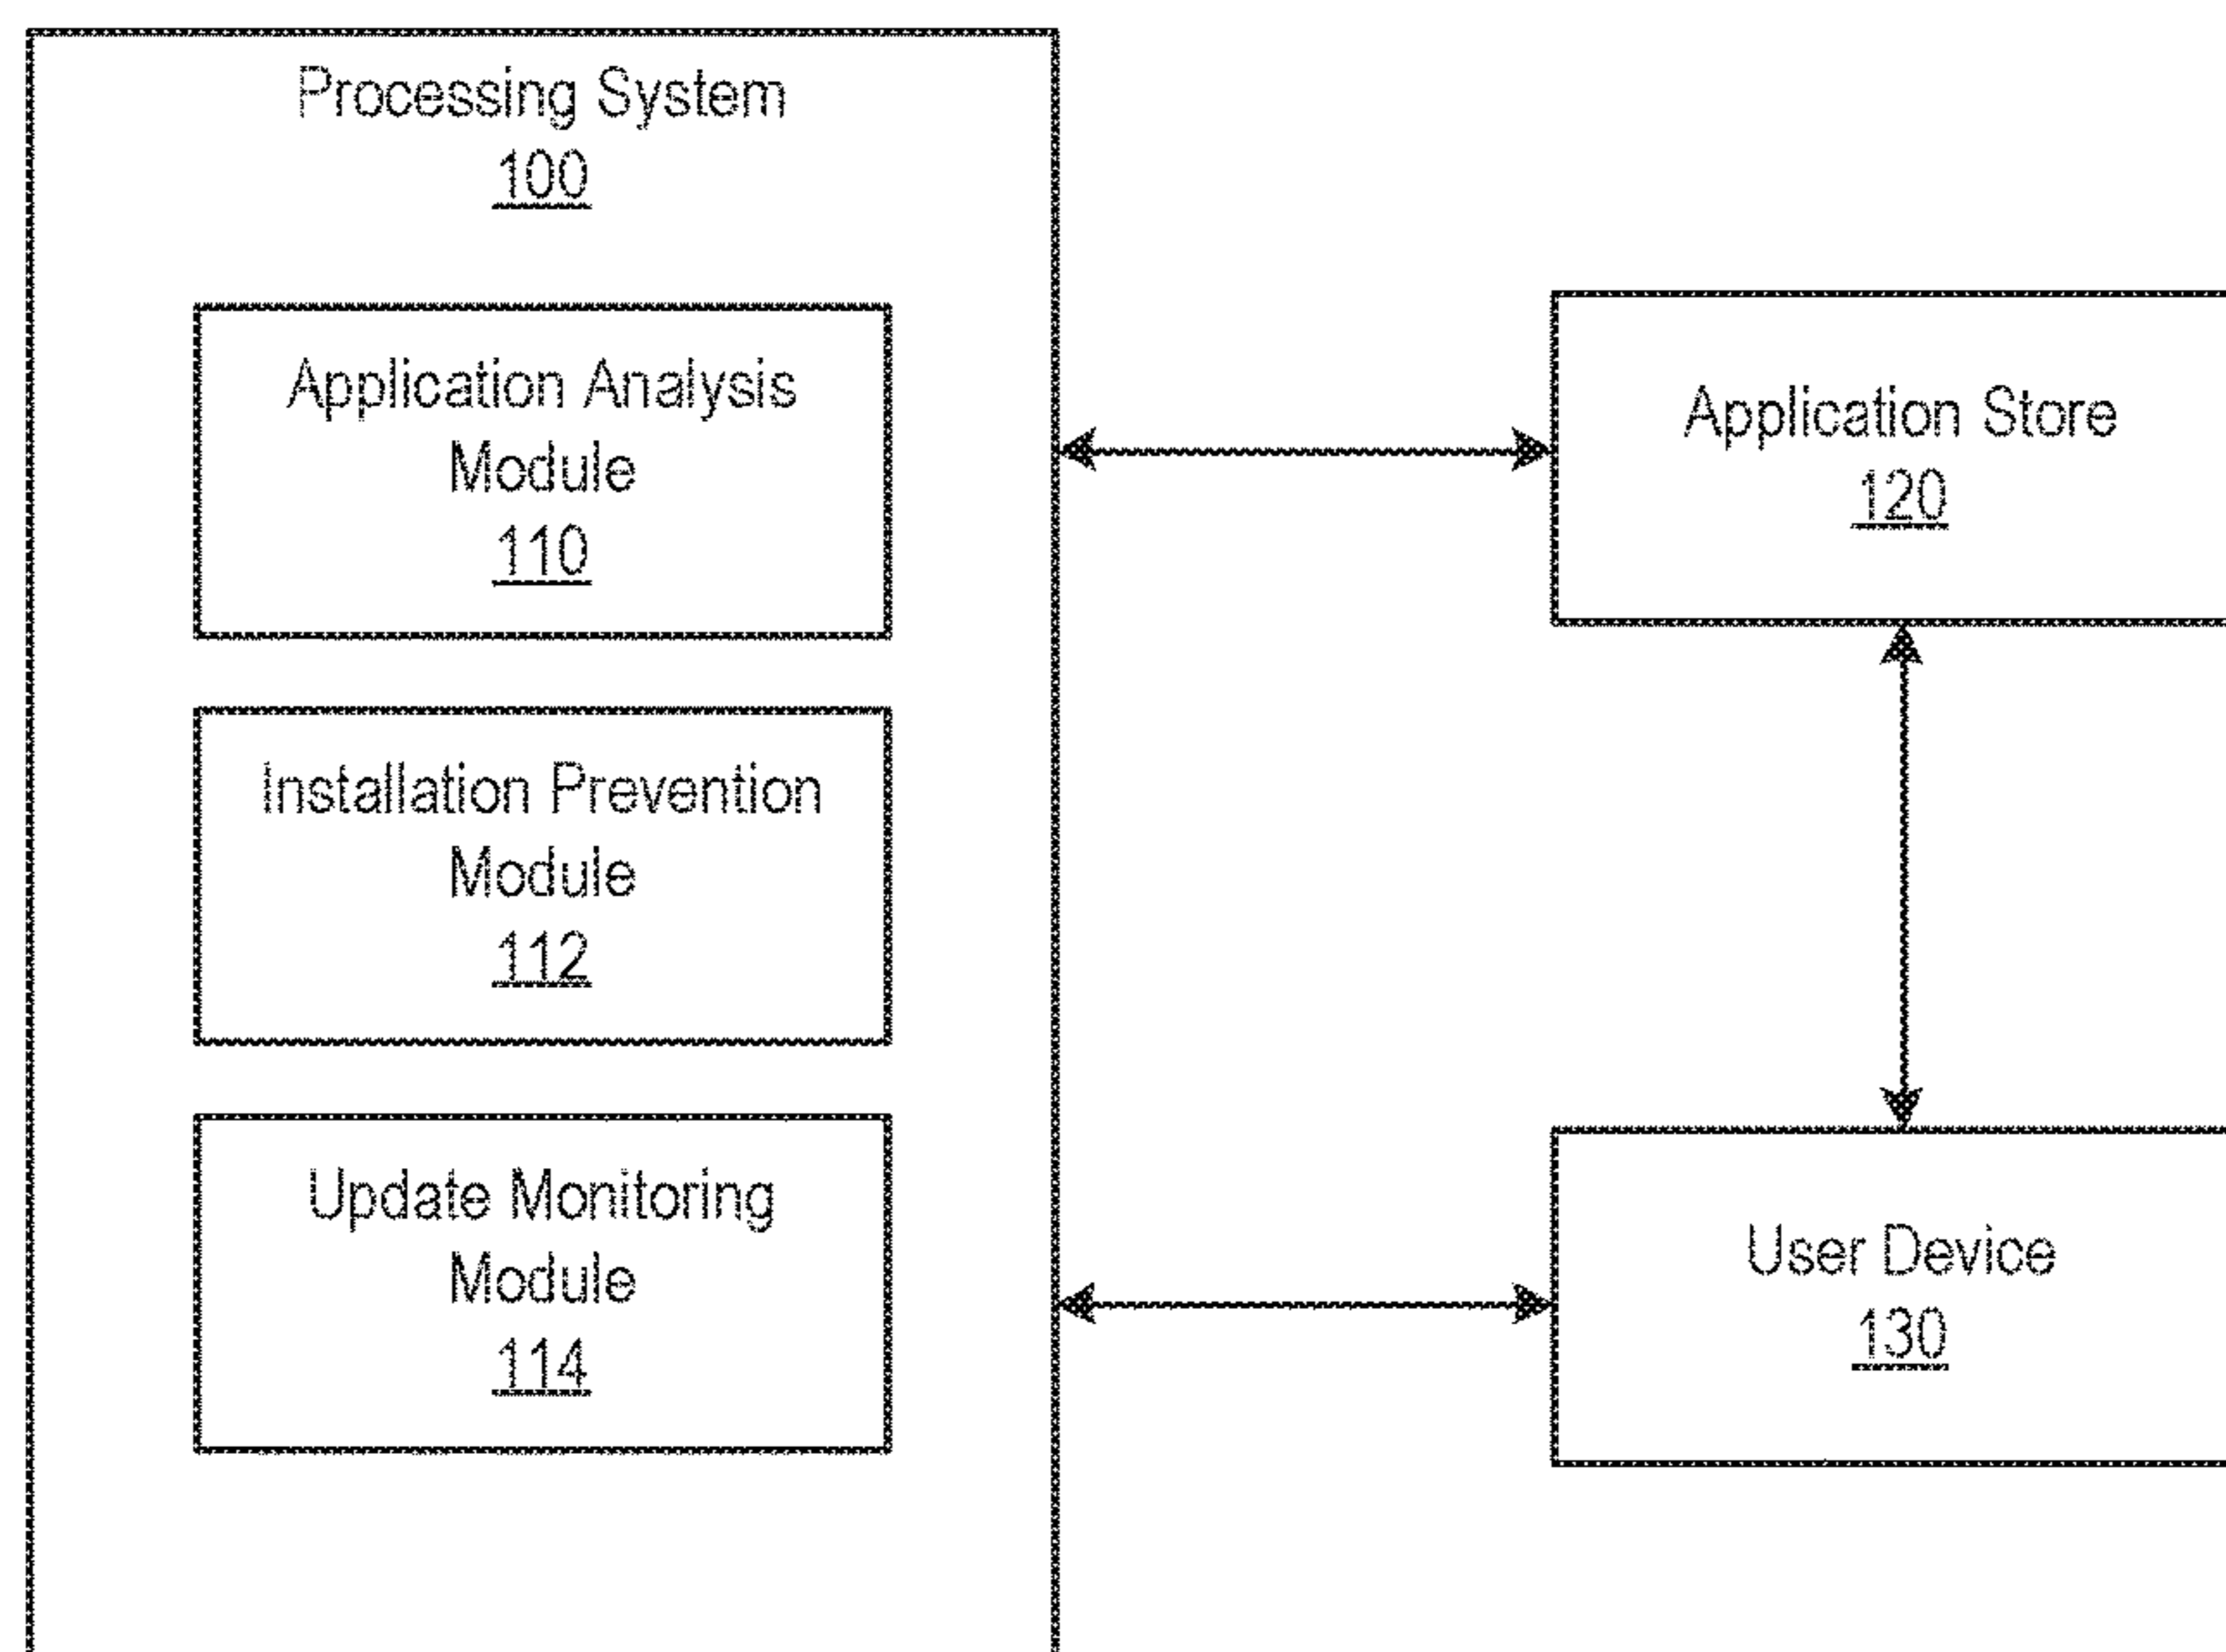 Processing System
100
Application Analysis
Module
110
Installation Prevention
Module
112
Update Monitoring
Module
114
Application Store
120
User Device
130